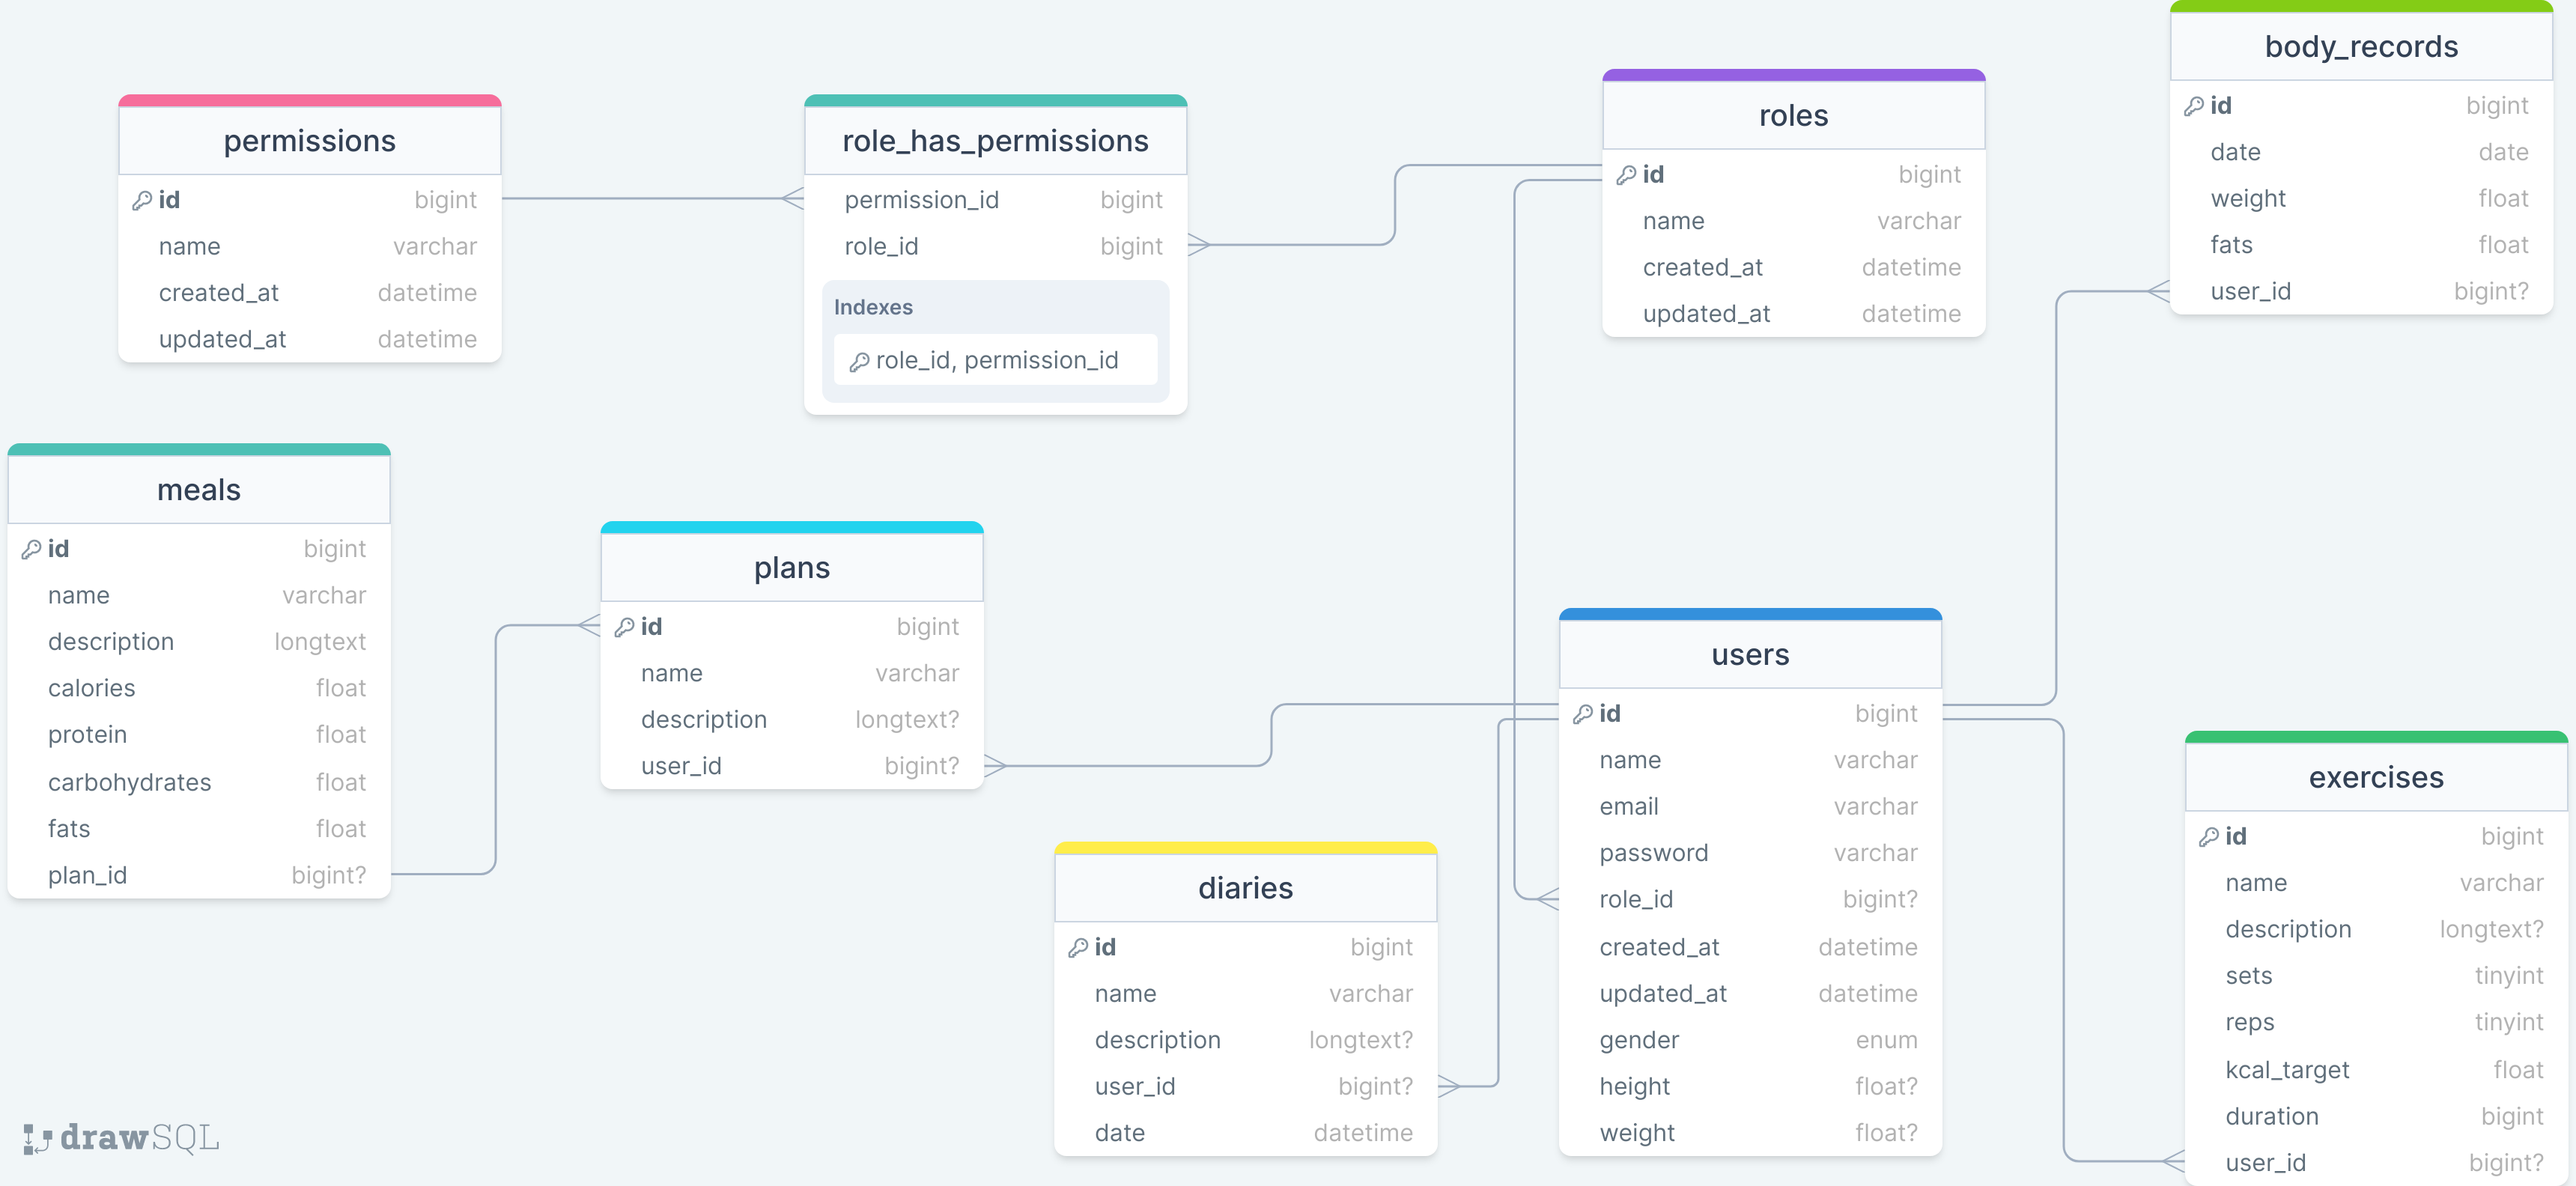 permissions
id bigint
name varchar
created_at datetime
updated_at datetime
role_has_permissions
permission_id bigint
role_id bigint
Indexes
role_id, permission_id
roles
id bigint
name varchar
created_at datetime
updated_at datetime
body_records
id bigint
date date
weight float
fats float
user_id bigint?
meals
id bigint
name varchar
description longtext
calories float
protein float
carbohydrates float
fats float
plan_id bigint?
plans
id bigint
name varchar
description longtext?
user_id bigint?
diaries
id bigint
name varchar
description longtext?
user_id bigint?
date datetime
users
id bigint
name varchar
email varchar
password varchar
role_id bigint?
created_at datetime
updated_at datetime
gender enum
height float?
weight float?
exercises
id bigint
name varchar
description longtext?
sets tinyint
reps tinyint
kcal_target float
duration bigint
user_id bigint?
drawSQL